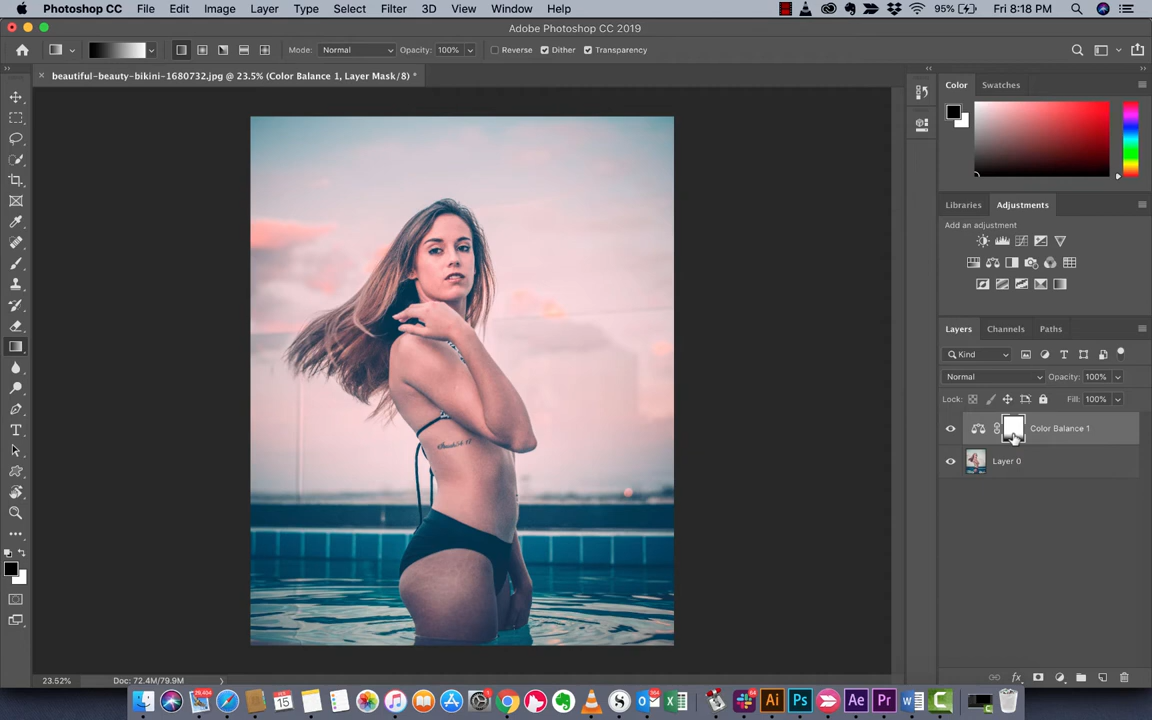 Photoshop CC File Edit Image Layer Type Select Filter 3D View Window Help 95% Fri 8:18 PM
Adobe Photoshop CC 2019
Mode: Normal Opacity: 100% Reverse Dither Transparency
beautiful-beauty-bikini-1680732.jpg @ 23.5% (Color Balance 1, Layer Mask/8) *
Color Swatches
Libraries Adjustments
Add an adjustment
Layers Channels Paths
Kind
Normal Opacity: 100%
Lock: Fill: 100%
Color Balance 1
Layer 0
23.52% Doc: 72.4M/79.9M